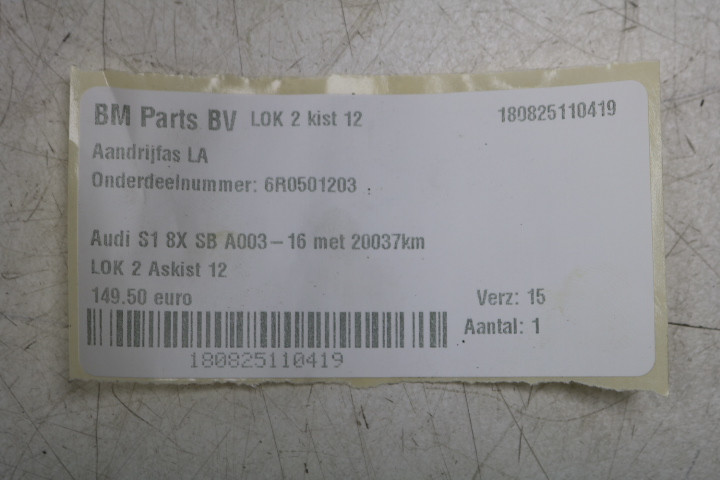 BM Parts BV LOK 2 kist 12 180825110419
Aandrijfas LA
Onderdeelnummer: 6R0501203
Audi S1 8X SB A003-16 met 20037km
LOK 2 Askist 12
149.50 euro Verz: 15
Aantal: 1
180825110419